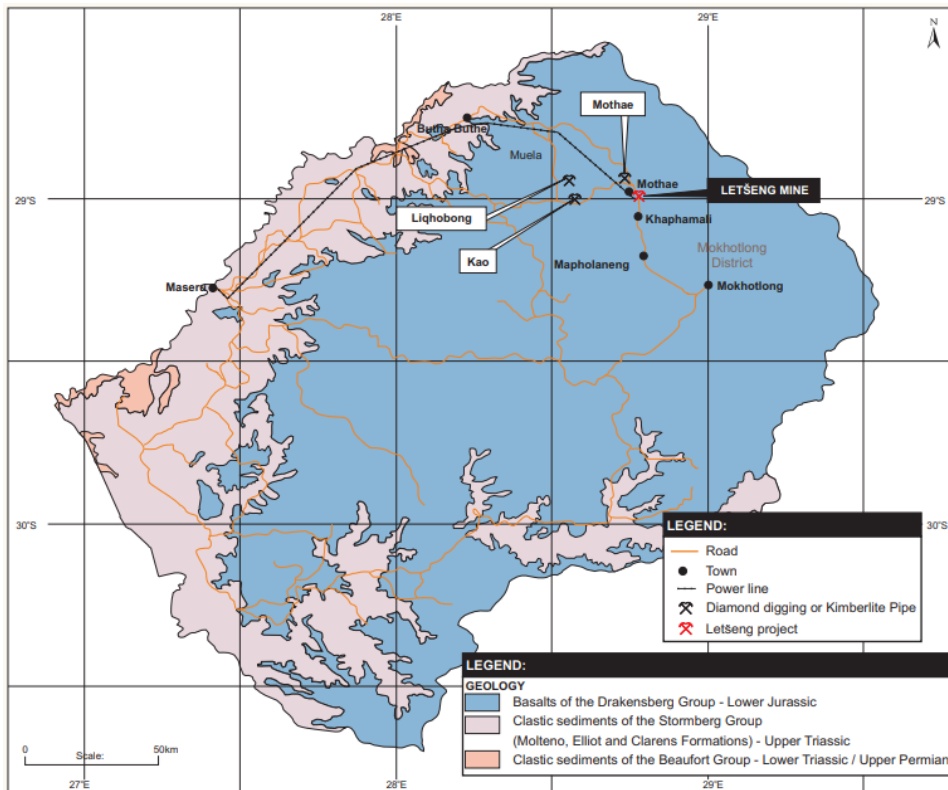 28°E
29°E
N
Mothae
Butha Buthe
Muela
Mothae
LETŠENG MINE
29°S
29°S
Liqhobong
Khaphamali
Kao
Mapholaneng
Mokhotlong
District
Maseru
Mokhotlong
30°S
30°S
LEGEND:
Road
Town
Power line
Diamond digging or Kimberlite Pipe
Letšeng project
LEGEND:
GEOLOGY
Basalts of the Drakensberg Group - Lower Jurassic
Clastic sediments of the Stormberg Group
(Molteno, Elliot and Clarens Formations) - Upper Triassic
Clastic sediments of the Beaufort Group - Lower Triassic / Upper Permian
0
Scale:
50km
27°E
28°E
29°E